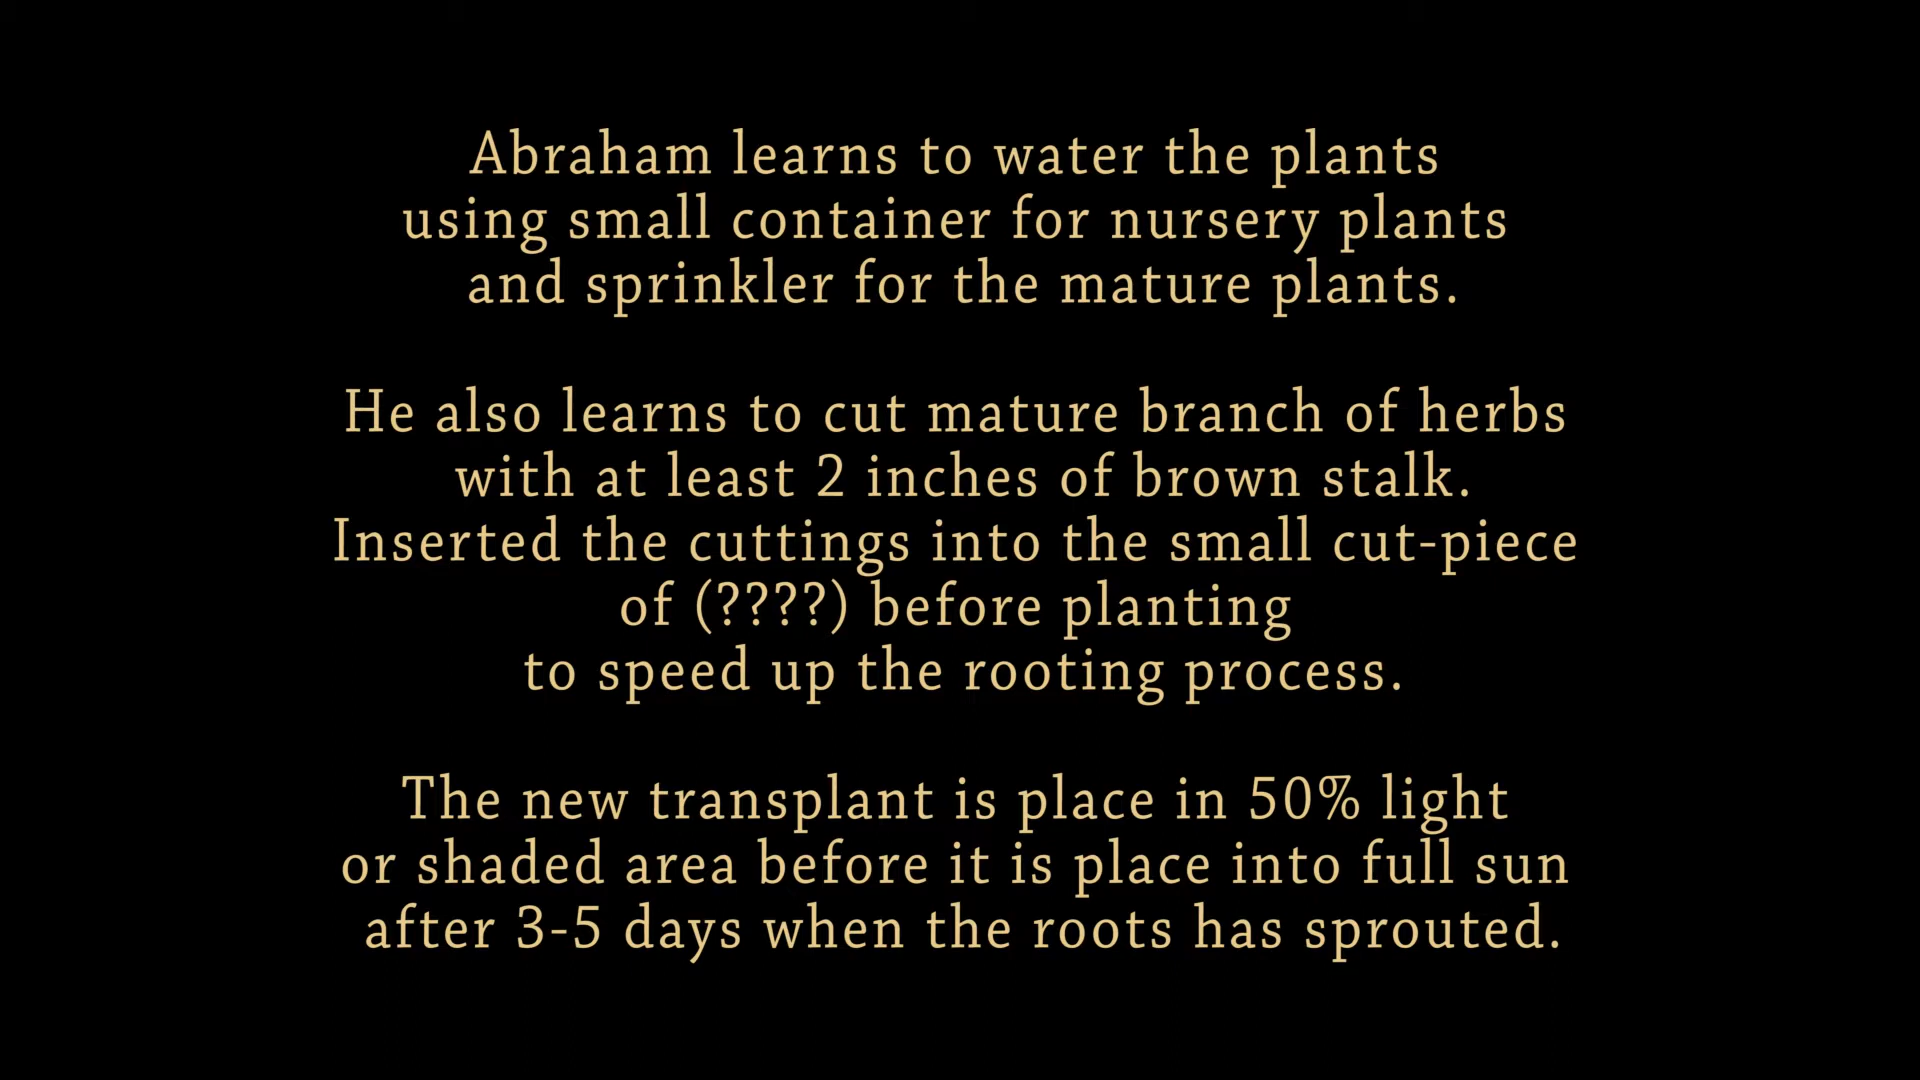 Abraham learns to water the plants
using small container for nursery plants
and sprinkler for the mature plants.
He also learns to cut mature branch of herbs
with at least 2 inches of brown stalk.
Inserted the cuttings into the small cut-piece
of (????) before planting
to speed up the rooting process.
The new transplant is place in 50% light
or shaded area before it is place into full sun
after 3-5 days when the roots has sprouted.